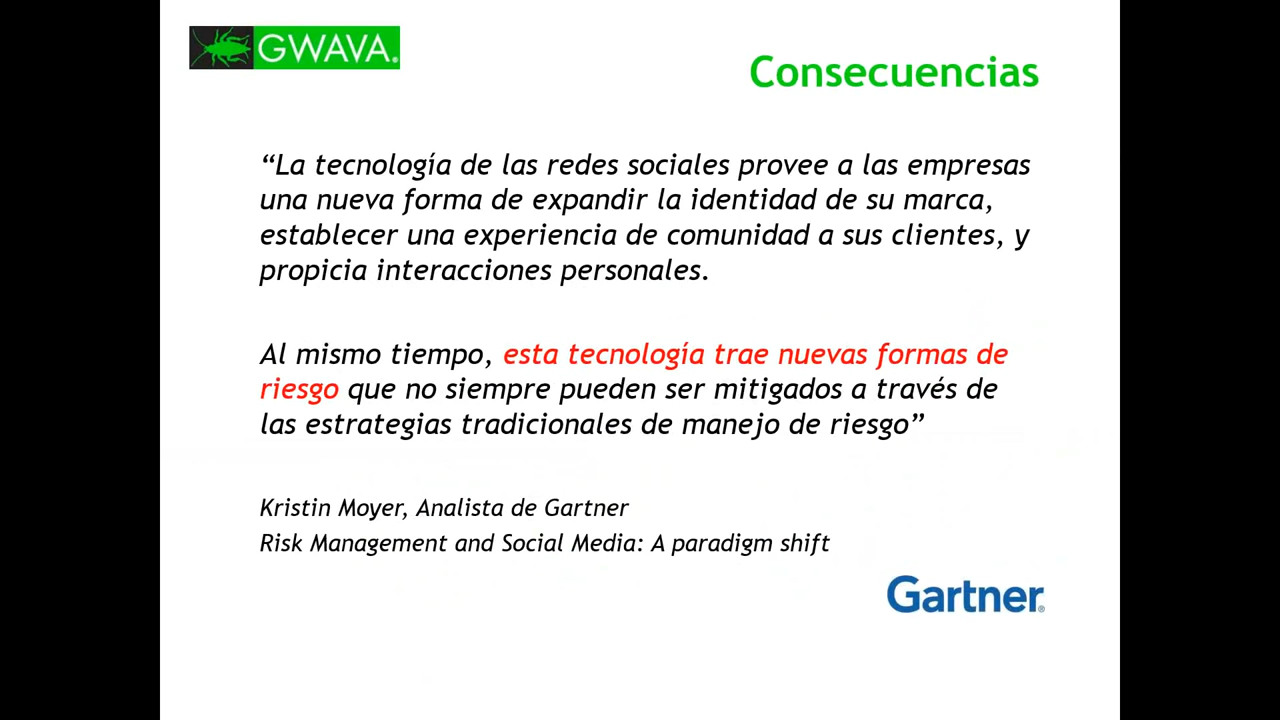 GWAVA®
Consecuencias
“La tecnología de las redes sociales provee a las empresas
una nueva forma de expandir la identidad de su marca,
establecer una experiencia de comunidad a sus clientes, y
propicia interacciones personales.
Al mismo tiempo, esta tecnología trae nuevas formas de
riesgo que no siempre pueden ser mitigados a través de
las estrategias tradicionales de manejo de riesgo”
Kristin Moyer, Analista de Gartner
Risk Management and Social Media: A paradigm shift
Gartner®